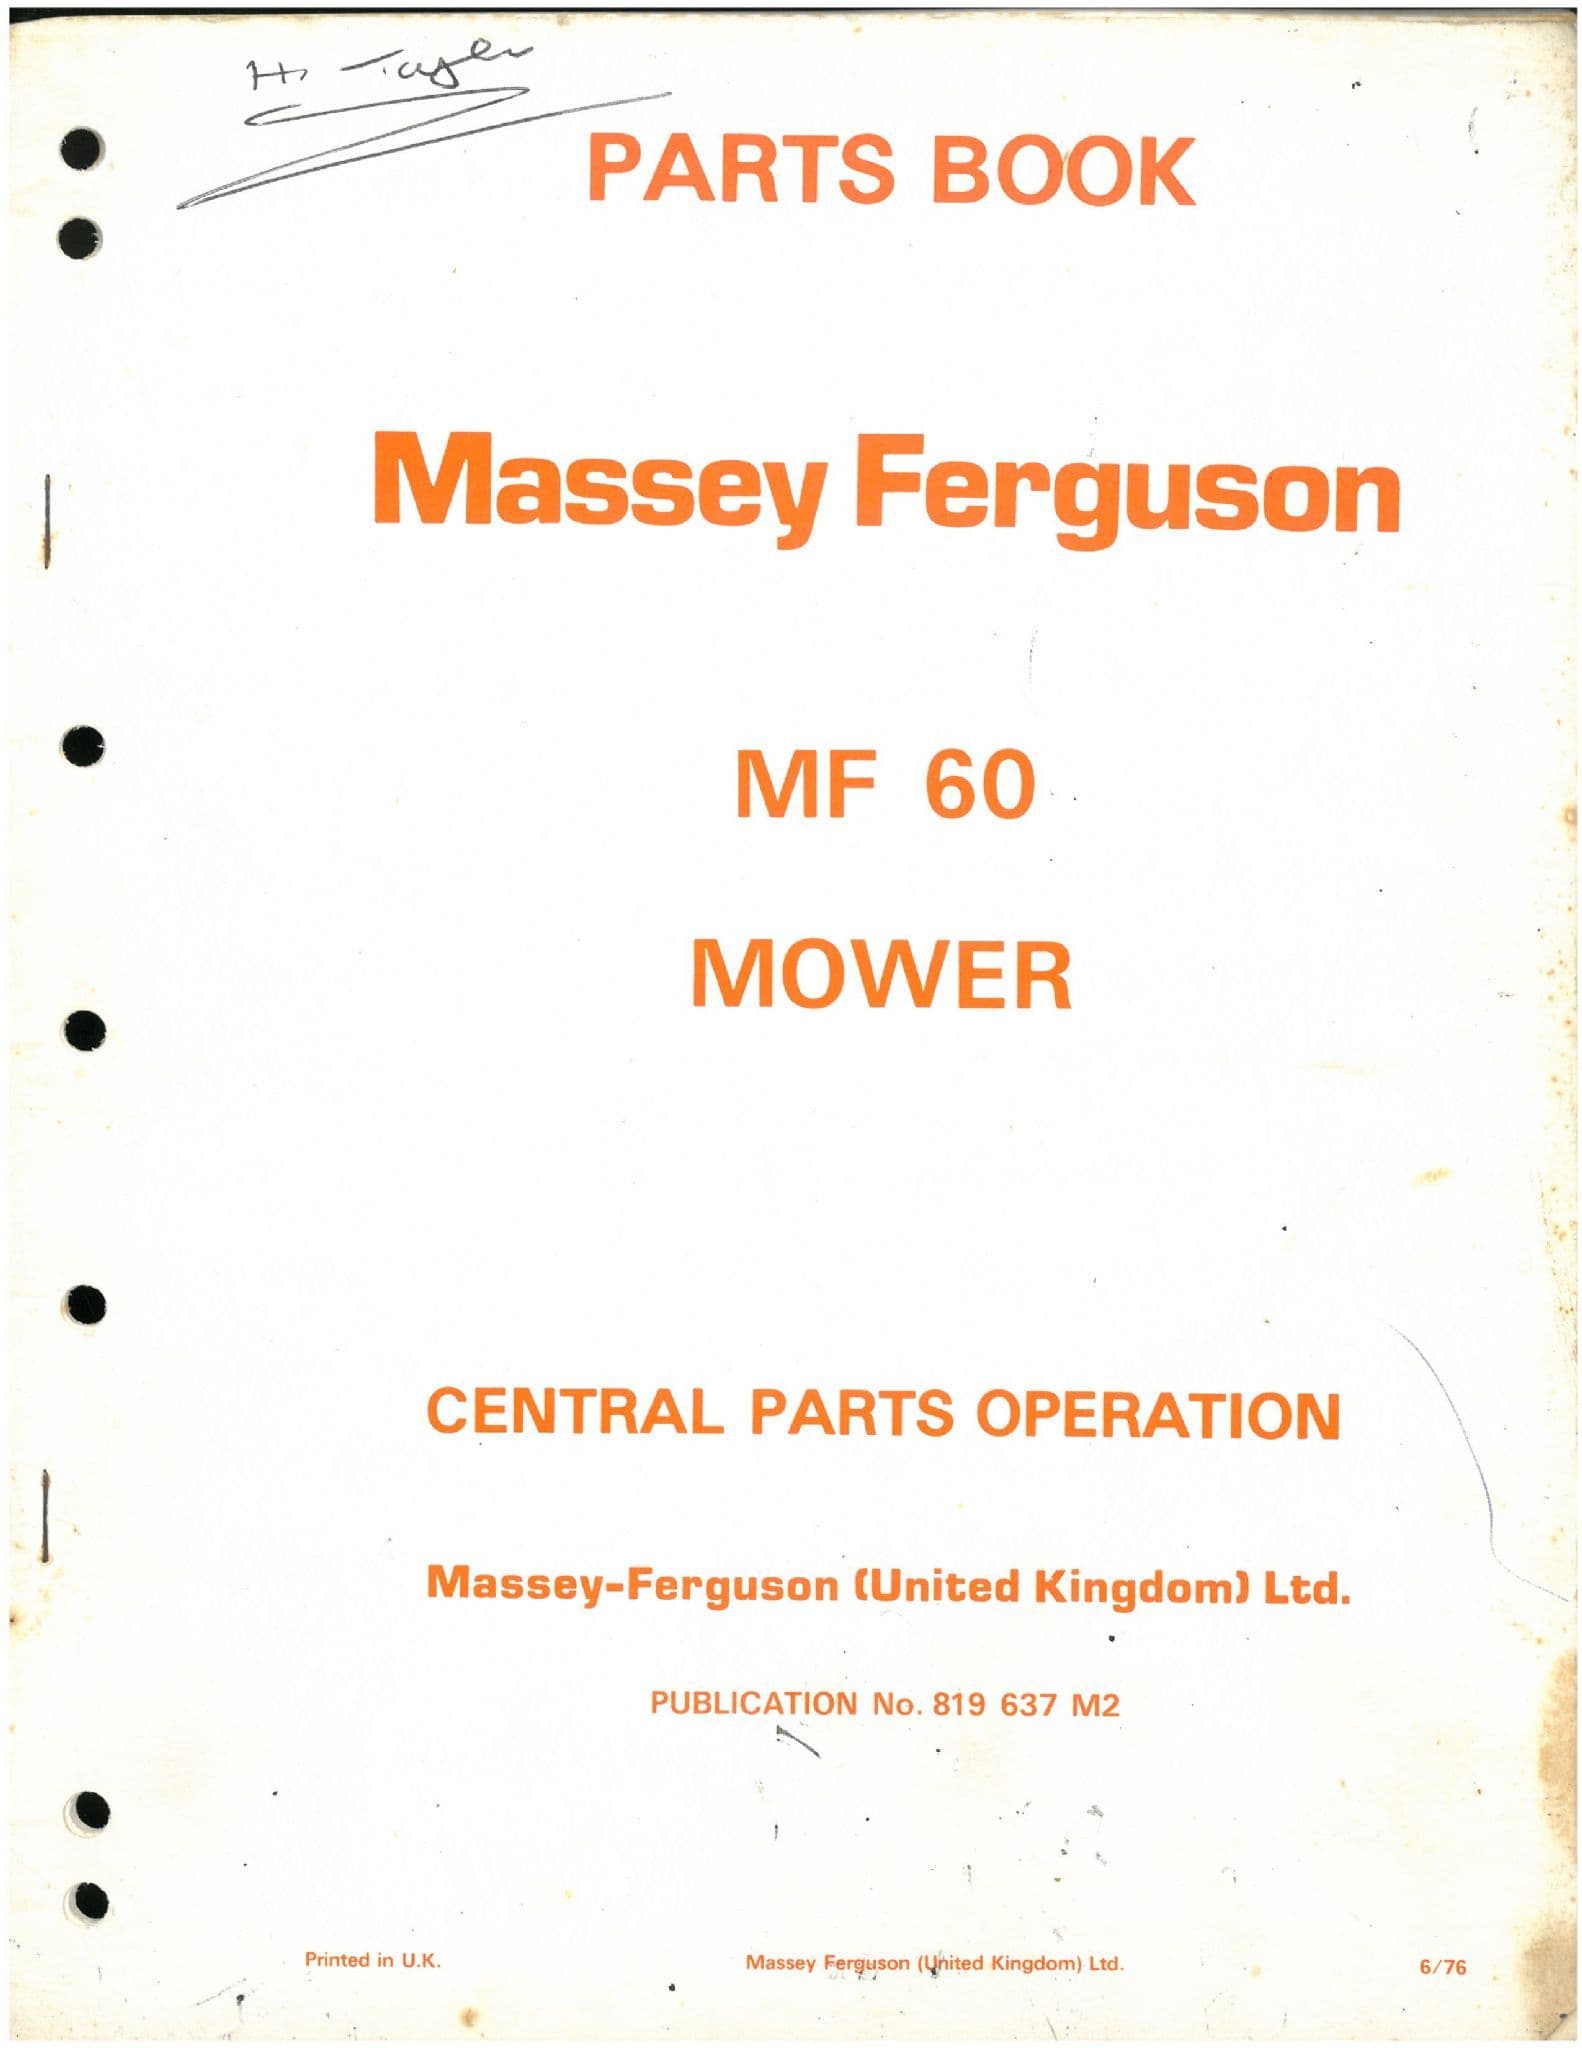 PARTS BOOK
Massey Ferguson
MF 60
MOWER
CENTRAL PARTS OPERATION
Massey-Ferguson (United Kingdom) Ltd.
PUBLICATION No. 819 637 M2
Printed in U.K.
Massey Ferguson (United Kingdom) Ltd.
6/76